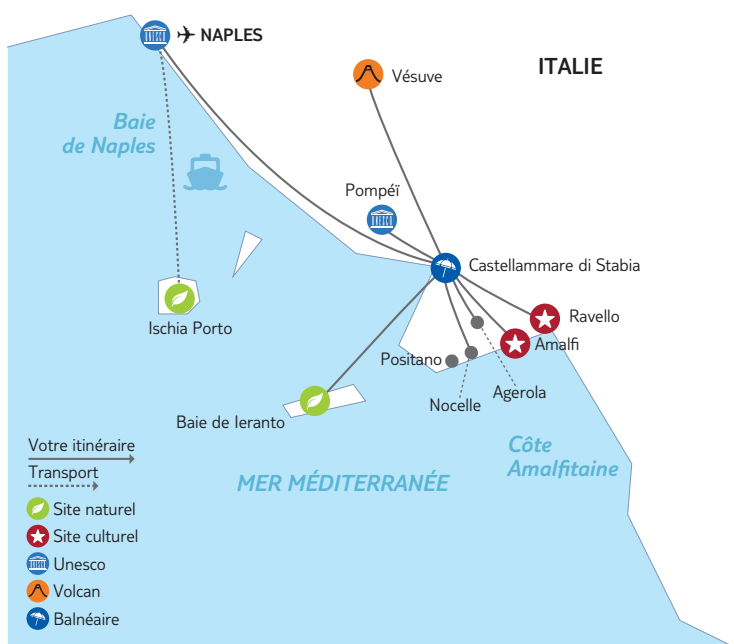 NAPLES
ITALIE
Vésuve
Baie
de Naples
Pompéï
Castellammare di Stabia
Ischia Porto
Ravello
Amalfi
Positano
Agerola
Nocelle
Baie de Ieranto
Côte
Amalfitaine
MER MÉDITERRANÉE
Votre itinéraire
Transport
Site naturel
Site culturel
Unesco
Volcan
Balnéaire